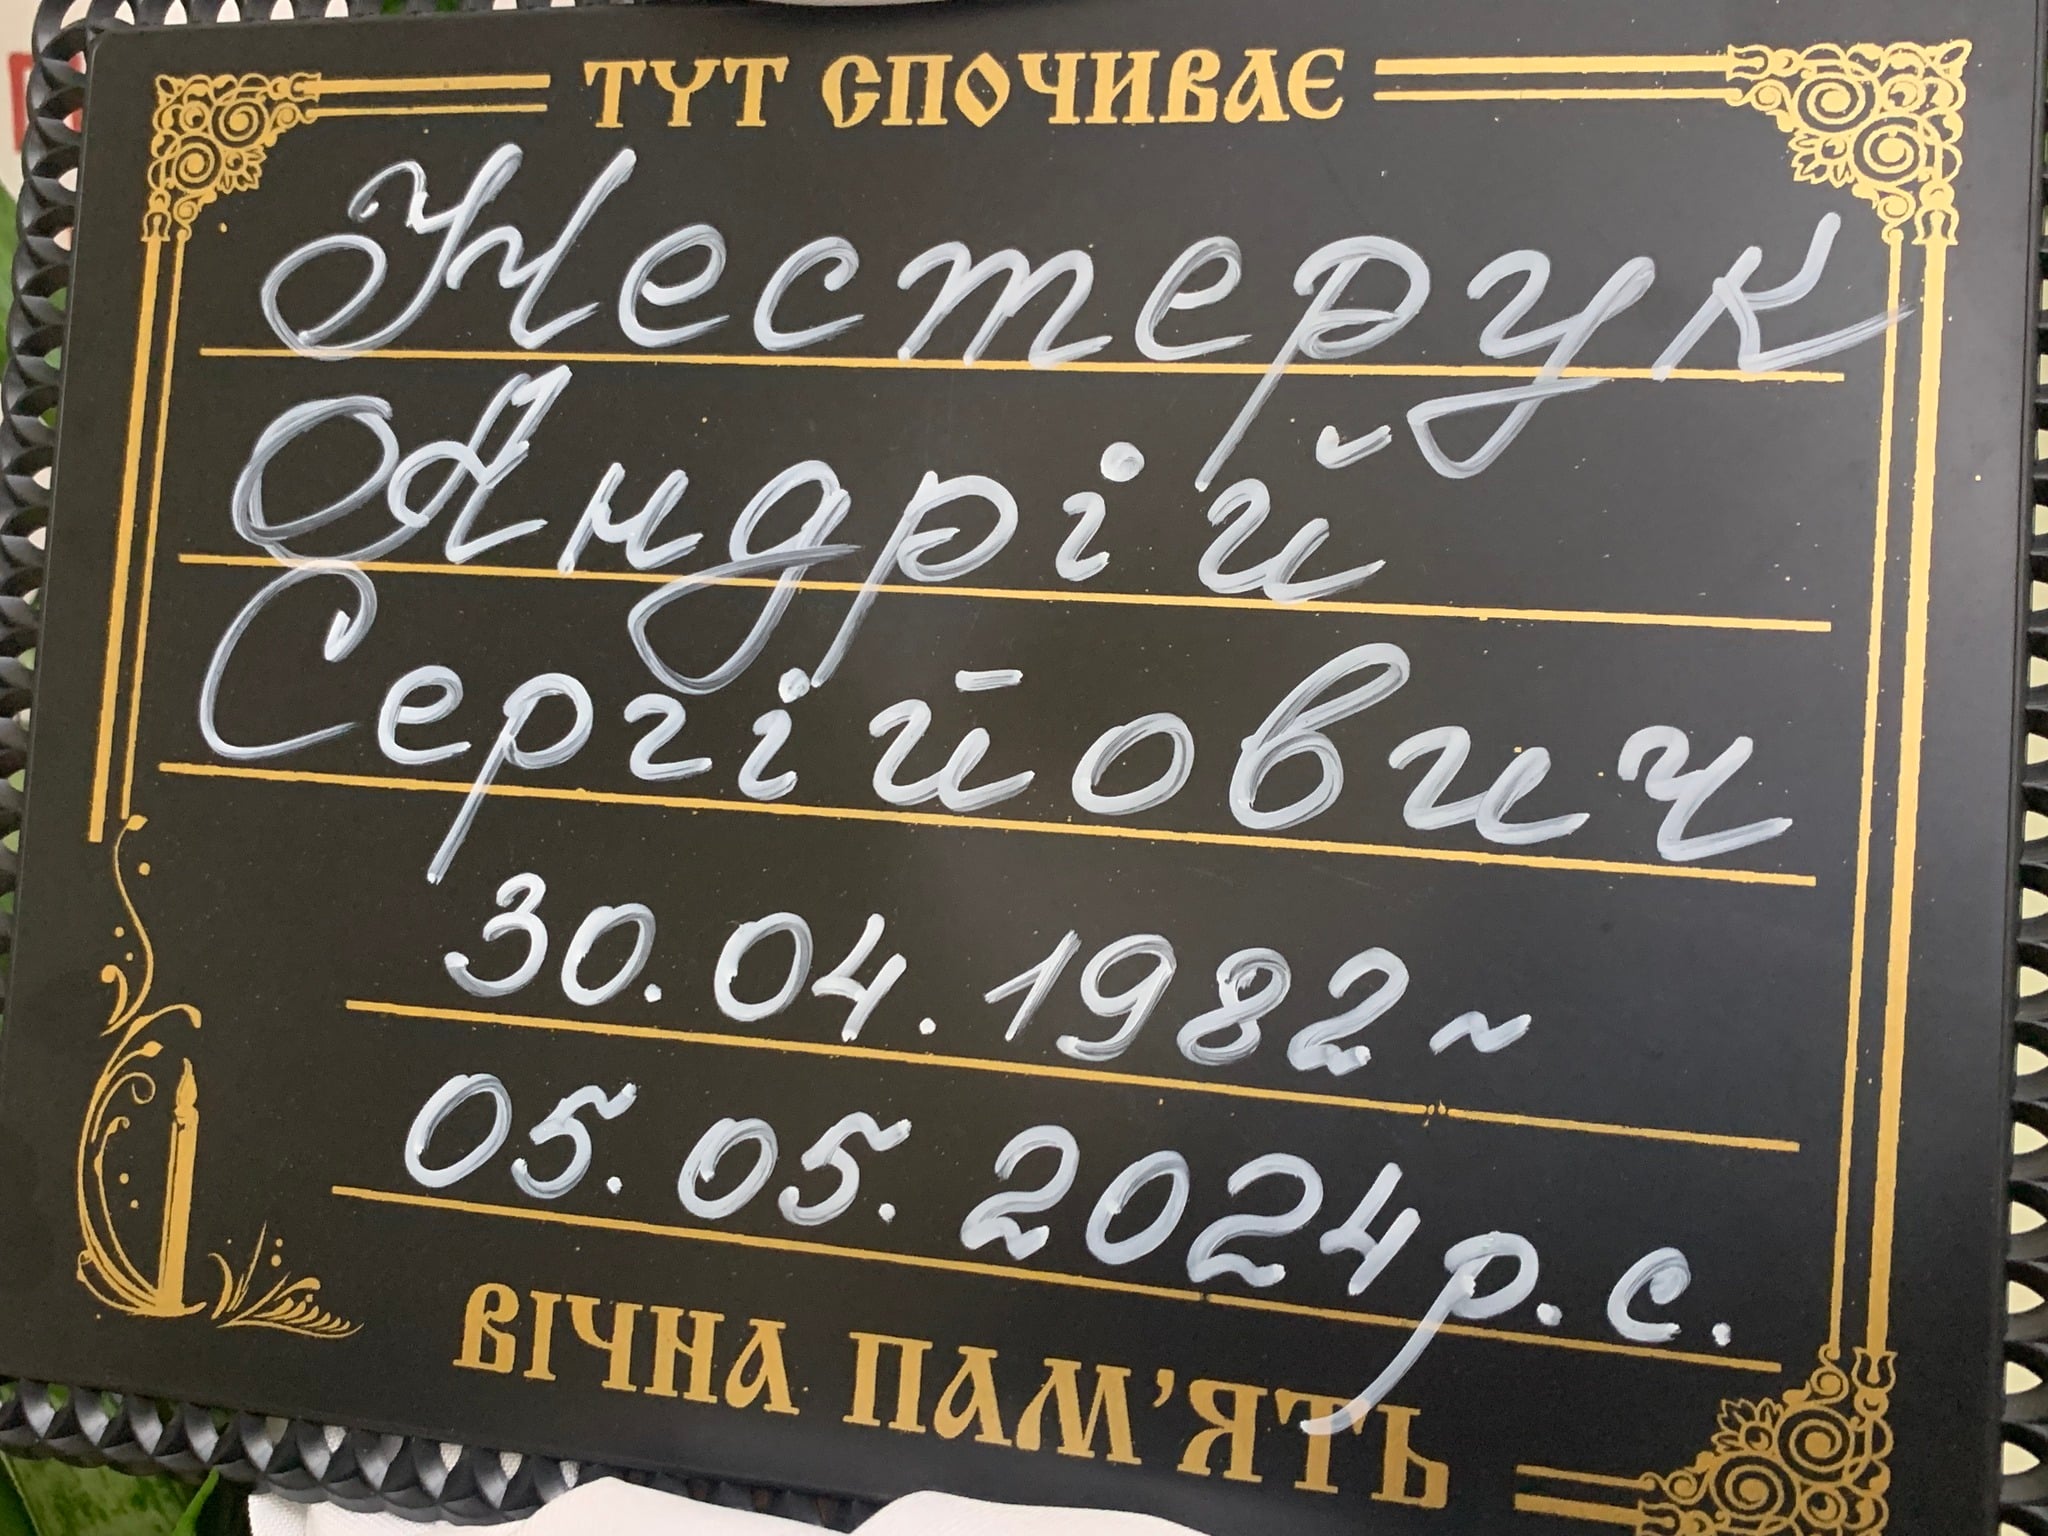 ТУТ СПОЧИВАЄ
Нестерук
Андрій
Сергійович
30.04.1982~
05.05.2024р.с.
ВІЧНА ПАМ'ЯТЬ